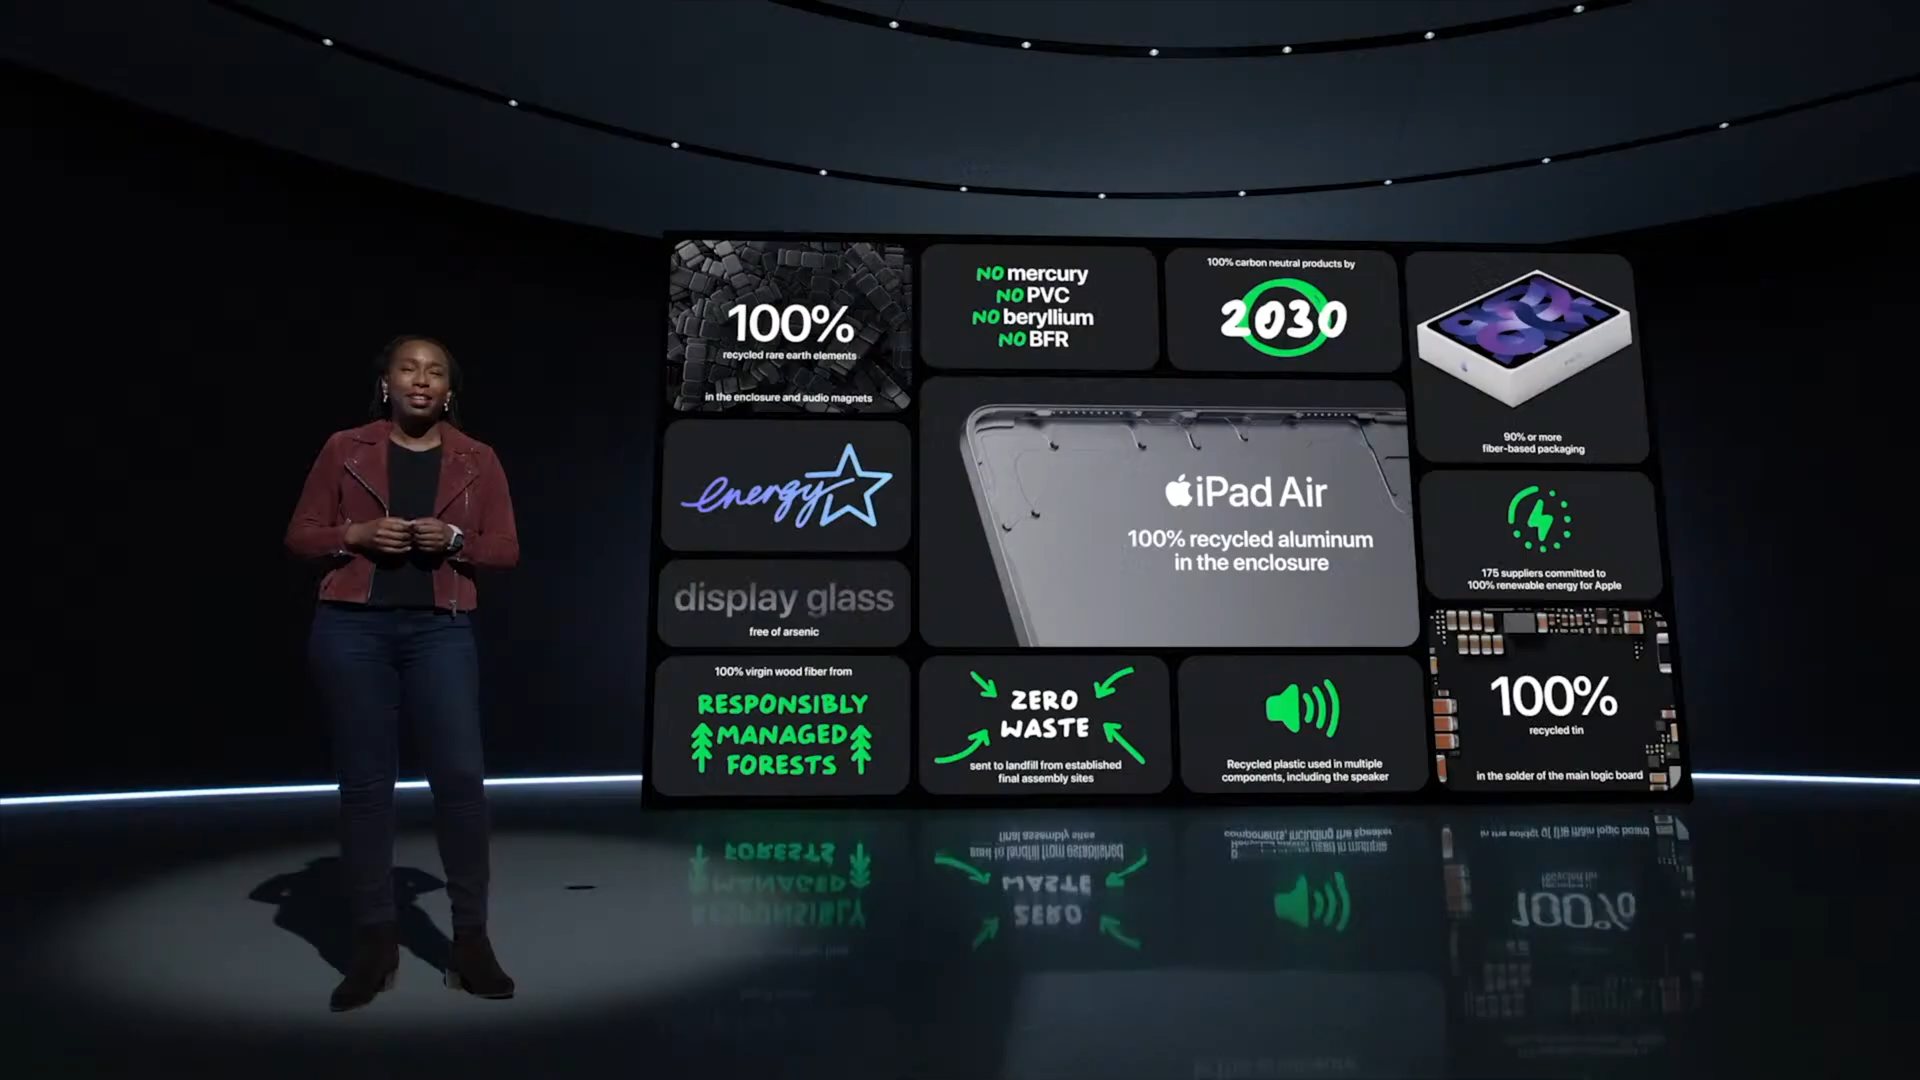 100%
recycled rare earth elements
in the enclosure and audio magnets
NO mercury
NO PVC
NO beryllium
NO BFR
100% carbon neutral products by
2030
90% or more
fiber-based packaging
energy
iPad Air
100% recycled aluminum
in the enclosure
175 suppliers committed to
100% renewable energy for Apple
display glass
free of arsenic
100% virgin wood fiber from
RESPONSIBLY
MANAGED
FORESTS
ZERO
WASTE
sent to landfill from established
final assembly sites
Recycled plastic used in multiple
components, including the speaker
100%
recycled tin
in the solder of the main logic board